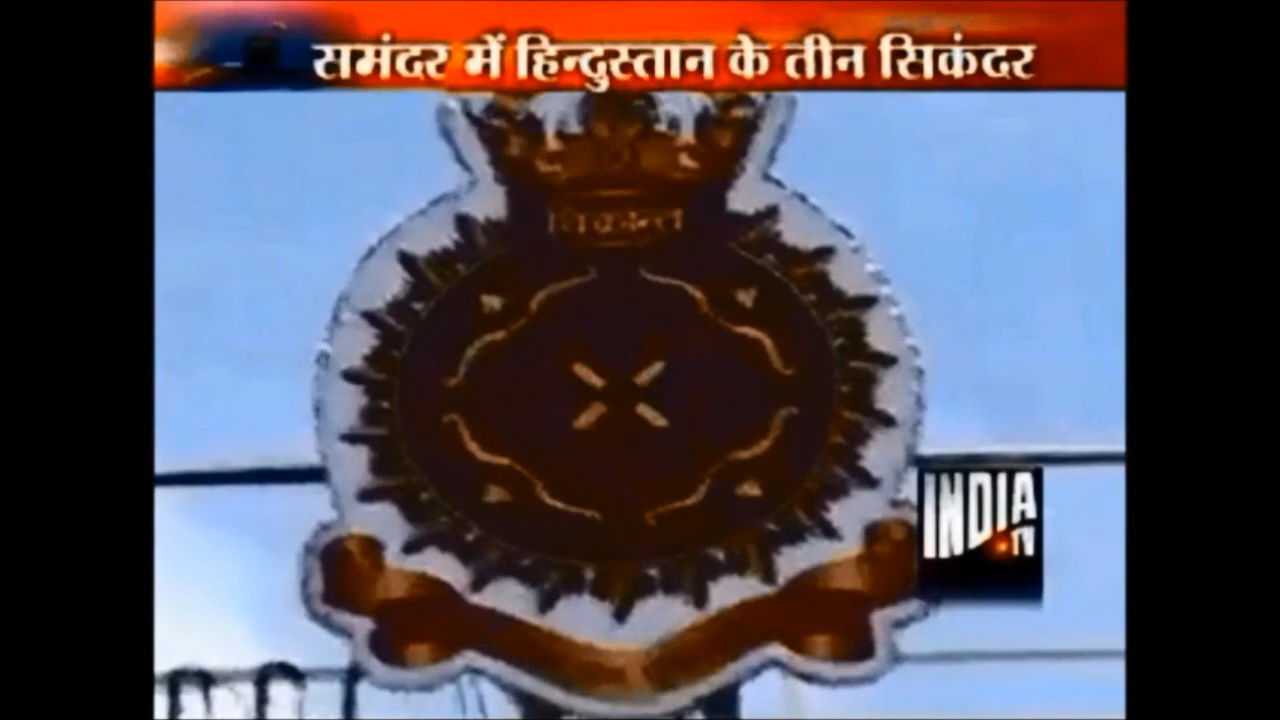 समंदर में हिन्दुस्तान के तीन सिकंदर
विक्रान्त
INDIA
TV